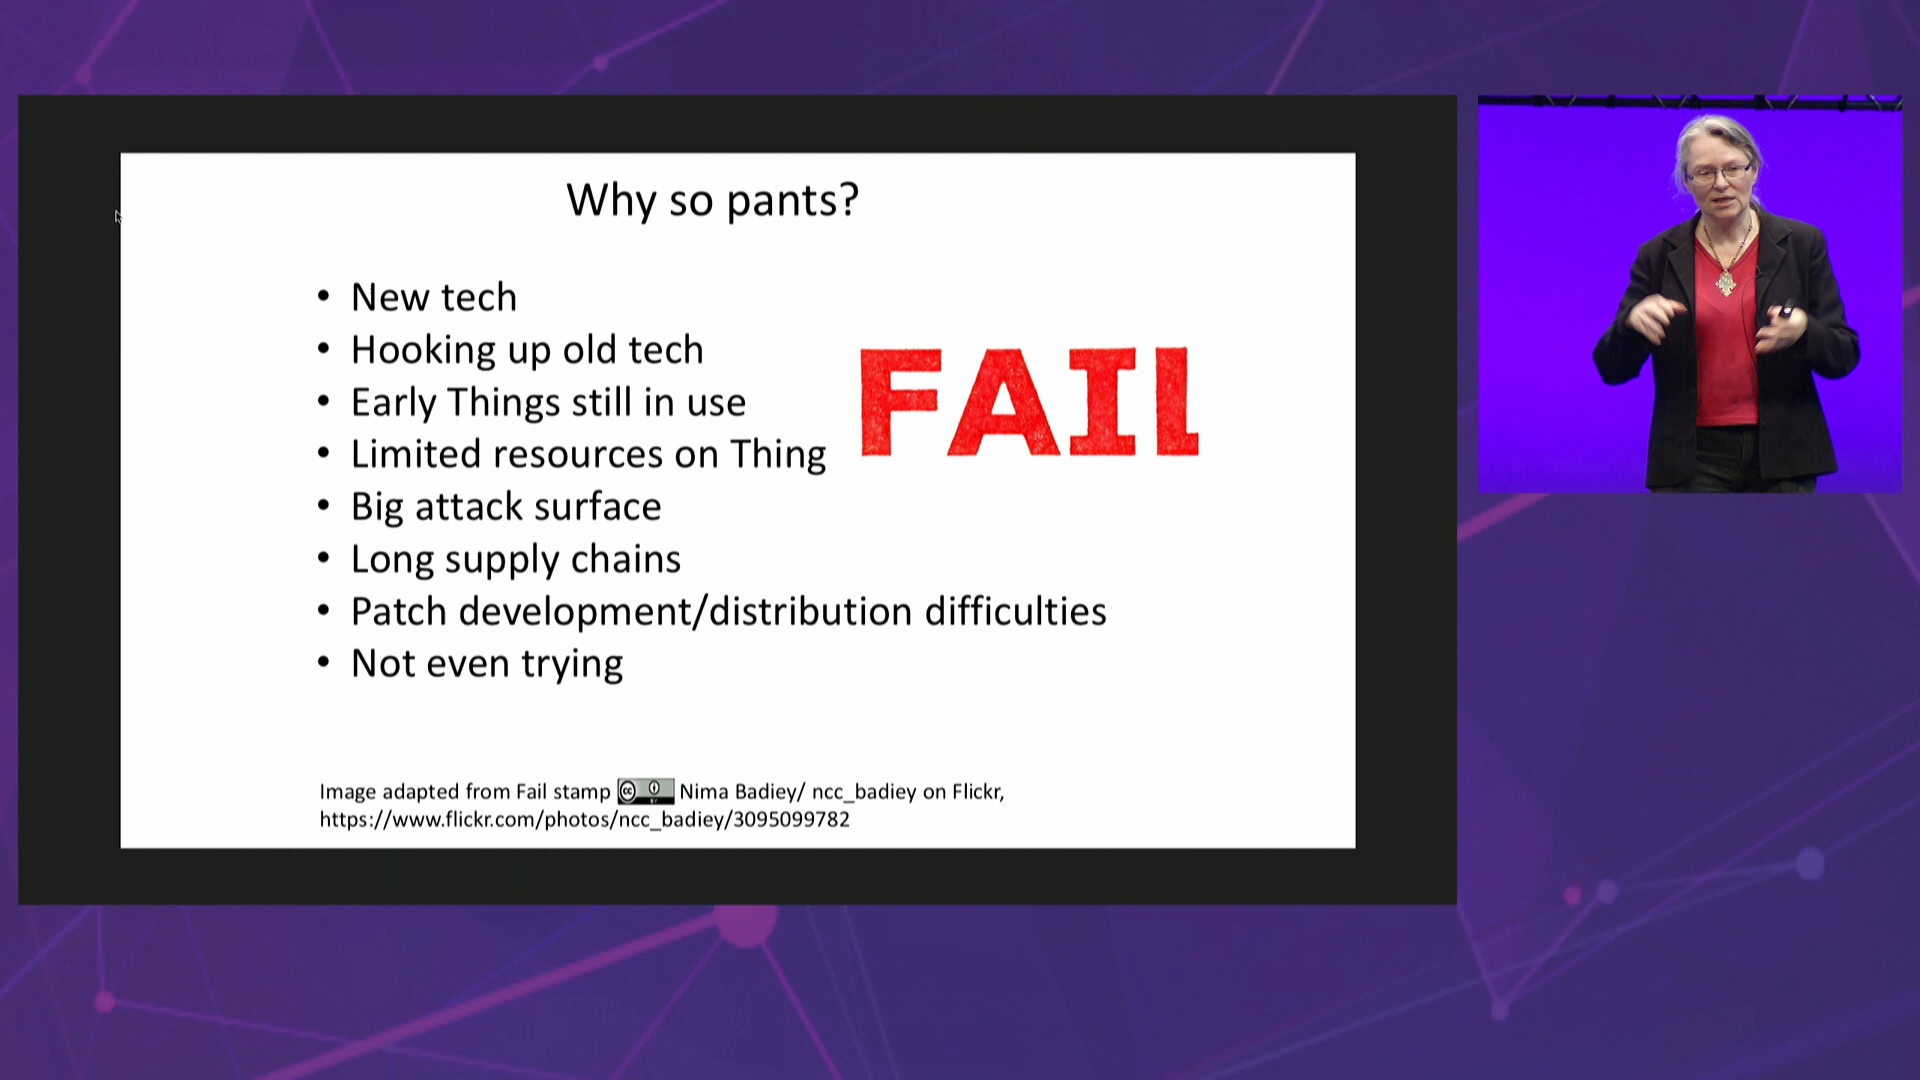 Why so pants?
• New tech
• Hooking up old tech
• Early Things still in use
• Limited resources on Thing
FAIL
• Big attack surface
• Long supply chains
• Patch development/distribution difficulties
• Not even trying
Image adapted from Fail stamp cc BY Nima Badiey/ ncc_badiey on Flickr,
https://www.flickr.com/photos/ncc_badiey/3095099782